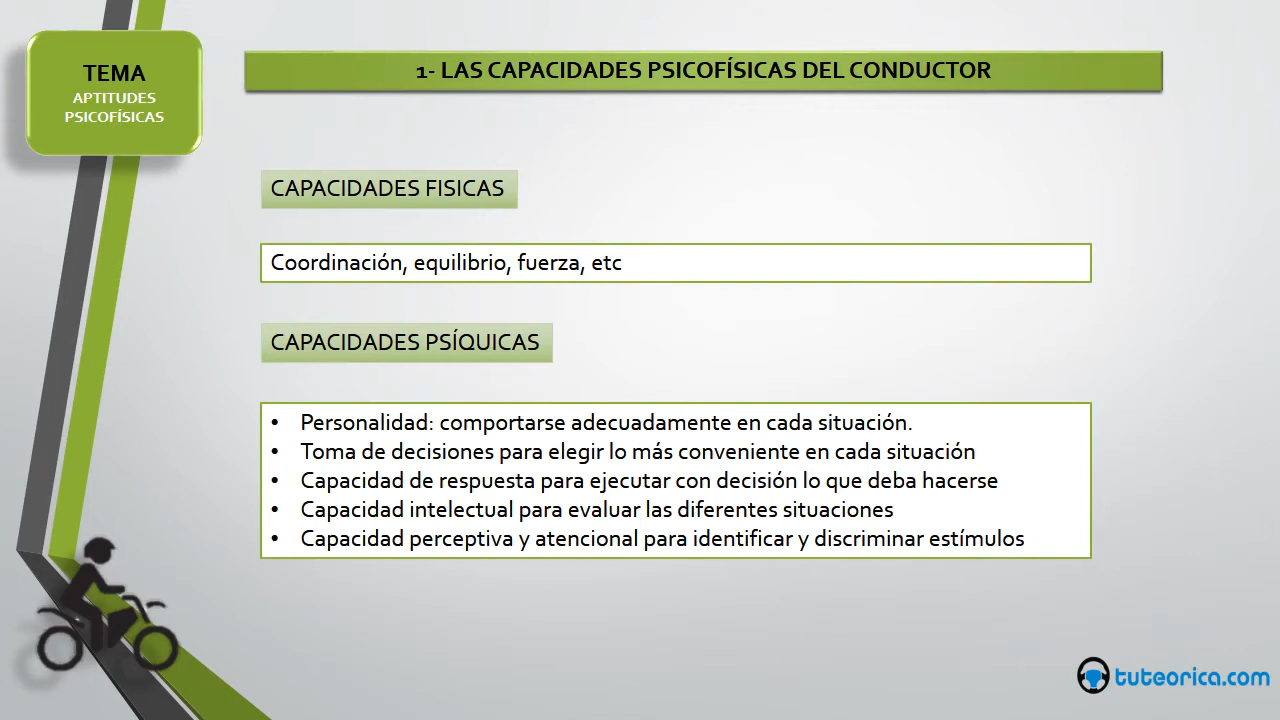 TEMA
APTITUDES
PSICOFÍSICAS
1- LAS CAPACIDADES PSICOFÍSICAS DEL CONDUCTOR
CAPACIDADES FISICAS
Coordinación, equilibrio, fuerza, etc
CAPACIDADES PSÍQUICAS
• Personalidad: comportarse adecuadamente en cada situación.
• Toma de decisiones para elegir lo más conveniente en cada situación
• Capacidad de respuesta para ejecutar con decisión lo que deba hacerse
• Capacidad intelectual para evaluar las diferentes situaciones
• Capacidad perceptiva y atencional para identificar y discriminar estímulos
tuteorica.com